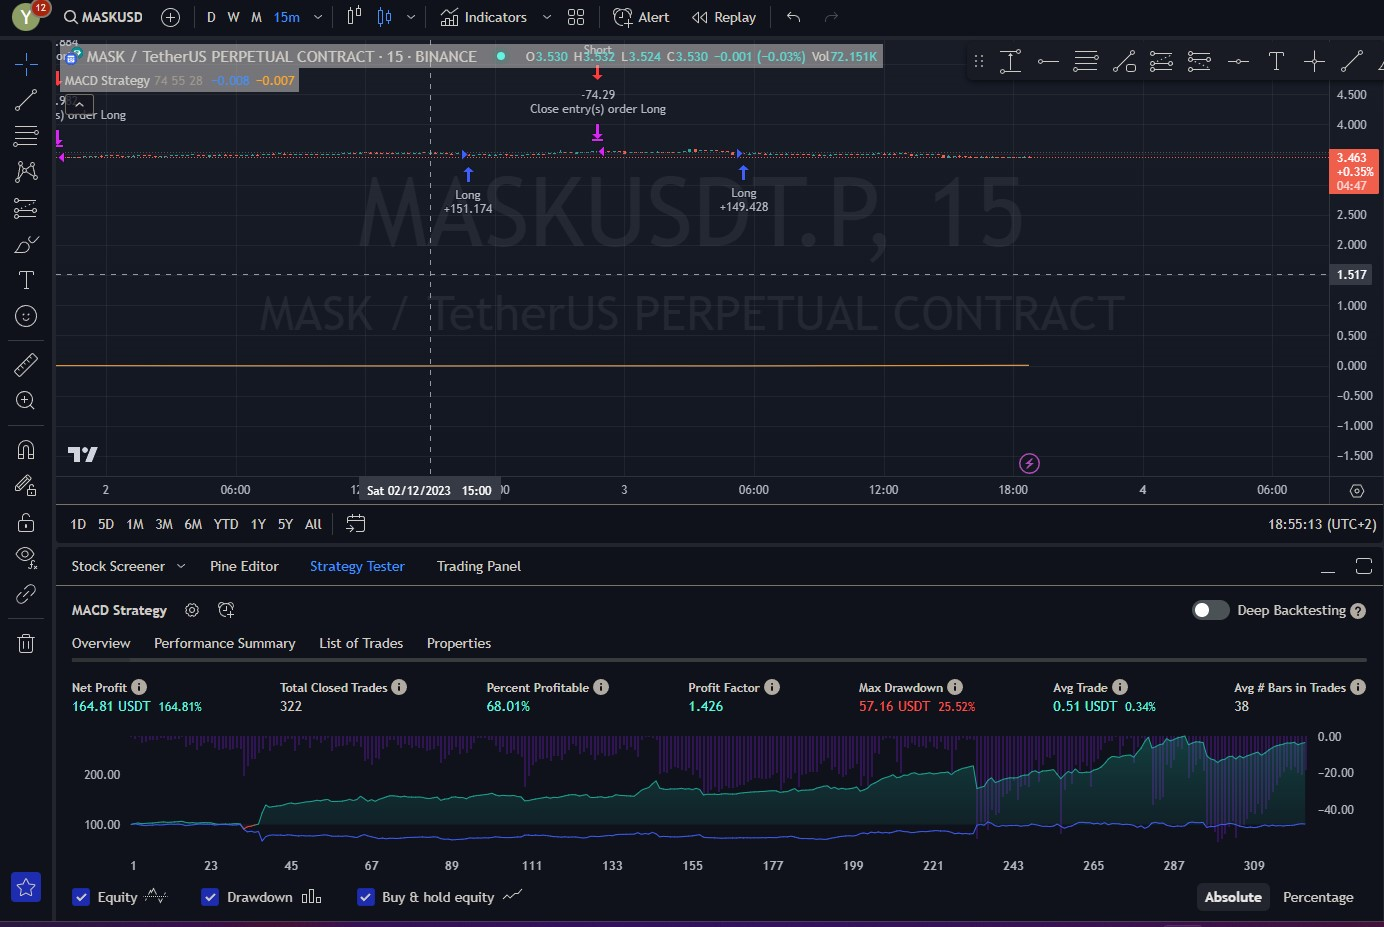 Y
12
MASKUSD
D W M 15m
Indicators
Alert
Replay
MASK / TetherUS PERPETUAL CONTRACT · 15 · BINANCE
O3.530 H3.532 L3.524 C3.530 −0.001 (−0.03%) Vol72.151K
MACD Strategy 74 55 28 −0.008 −0.007
s) order Long
Short
-74.29
Close entry(s) order Long
Long
+151.174
Long
+149.428
MASKUSDT.P, 15
MASK / TetherUS PERPETUAL CONTRACT
4.500
4.000
3.463
+0.35%
04:47
2.500
2.000
1.517
1.000
0.500
0.000
−0.500
−1.000
−1.500
2 06:00 Sat 02/12/2023 15:00 3 06:00 12:00 18:00 4 06:00
1D 5D 1M 3M 6M YTD 1Y 5Y All
18:55:13 (UTC+2)
Stock Screener Pine Editor Strategy Tester Trading Panel
MACD Strategy
Deep Backtesting ?
Overview Performance Summary List of Trades Properties
Net Profit Total Closed Trades Percent Profitable Profit Factor Max Drawdown Avg Trade Avg # Bars in Trades
164.81 USDT 164.81% 322 68.01% 1.426 57.16 USDT 25.52% 0.51 USDT 0.34% 38
200.00
100.00
0.00
−20.00
−40.00
1 23 45 67 89 111 133 155 177 199 221 243 265 287 309
Equity Drawdown Buy & hold equity
Absolute Percentage